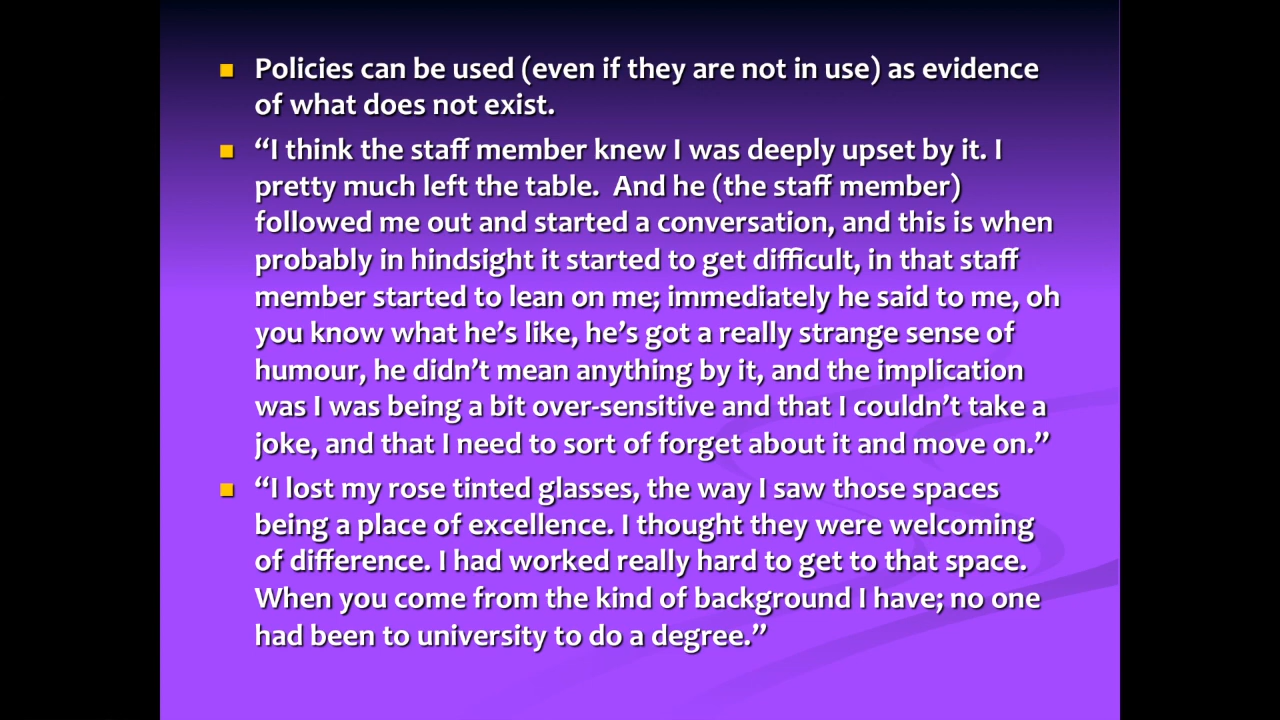 Policies can be used (even if they are not in use) as evidence
of what does not exist.
“I think the staff member knew I was deeply upset by it. I
pretty much left the table.  And he (the staff member)
followed me out and started a conversation, and this is when
probably in hindsight it started to get difficult, in that staff
member started to lean on me; immediately he said to me, oh
you know what he’s like, he’s got a really strange sense of
humour, he didn’t mean anything by it, and the implication
was I was being a bit over-sensitive and that I couldn’t take a
joke, and that I need to sort of forget about it and move on.”
“I lost my rose tinted glasses, the way I saw those spaces
being a place of excellence. I thought they were welcoming
of difference. I had worked really hard to get to that space.
When you come from the kind of background I have; no one
had been to university to do a degree.”